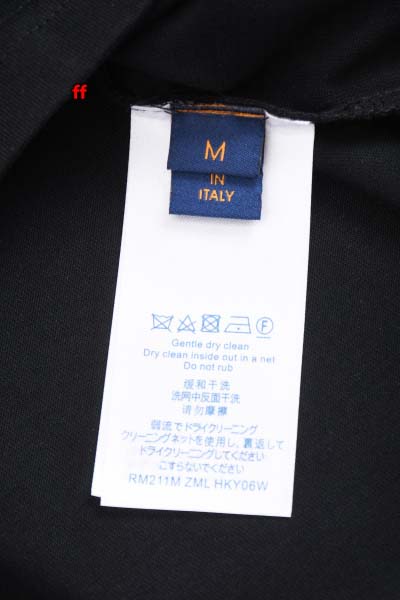 ff
M
IN
ITALY
F
Gentle dry clean
Dry clean inside out in a net
Do not rub
缓和干洗
洗网中反面干洗
请勿摩擦
弱流でドライクリーニング
クリーニングネットを使用し、裏返して
クリーニングしてください
こすらないでください
RM211M ZML HKY06W